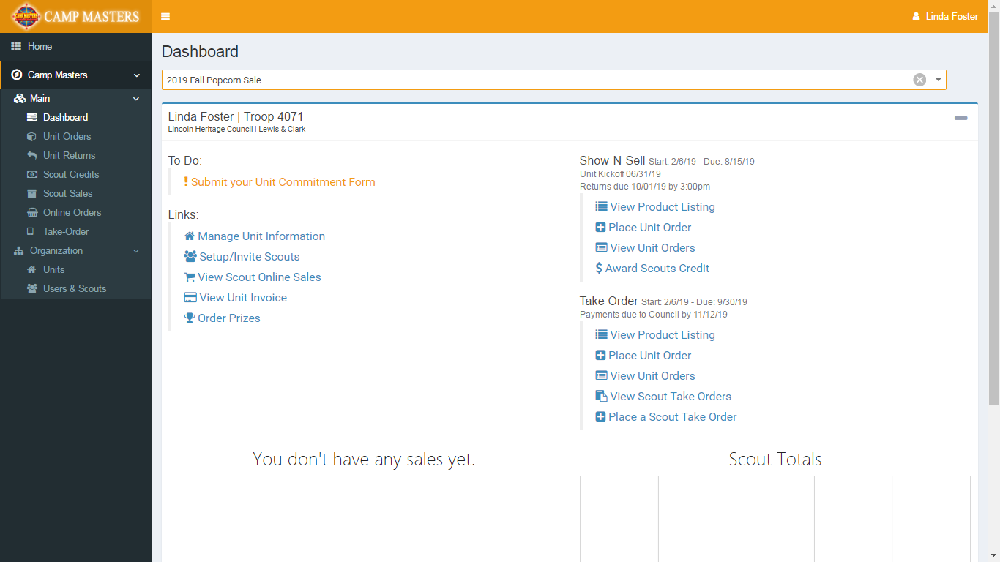 CAMP MASTERS
Linda Foster
Home
Camp Masters
Main
Dashboard
Unit Orders
Unit Returns
Scout Credits
Scout Sales
Online Orders
Take-Order
Organization
Units
Users & Scouts
Dashboard
2019 Fall Popcorn Sale
Linda Foster | Troop 4071
Lincoln Heritage Council | Lewis & Clark
To Do:
! Submit your Unit Commitment Form
Links:
Manage Unit Information
Setup/Invite Scouts
View Scout Online Sales
View Unit Invoice
Order Prizes
Show-N-Sell Start: 2/6/19 - Due: 8/15/19
Unit Kickoff 06/31/19
Returns due 10/01/19 by 3:00pm
View Product Listing
Place Unit Order
View Unit Orders
$ Award Scouts Credit
Take Order Start: 2/6/19 - Due: 9/30/19
Payments due to Council by 11/12/19
View Product Listing
Place Unit Order
View Unit Orders
View Scout Take Orders
Place a Scout Take Order
You don't have any sales yet.
Scout Totals